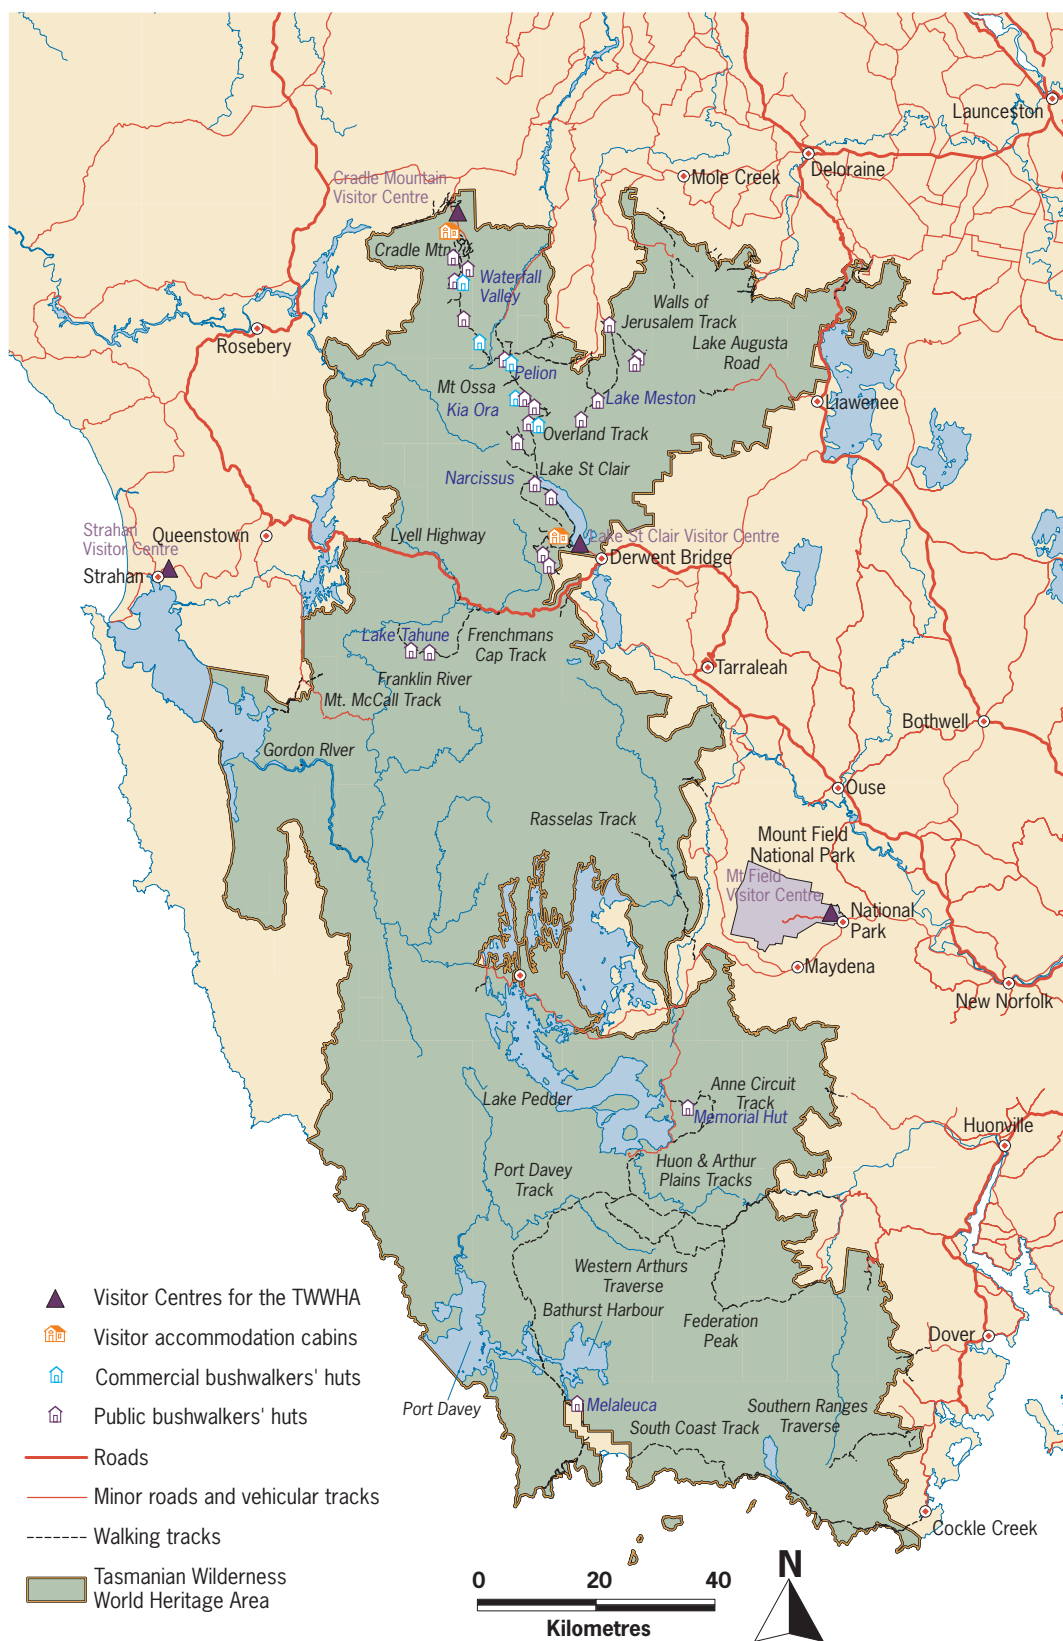 Launceston
Deloraine
Mole Creek
Cradle Mountain
Visitor Centre
Cradle Mtn
Waterfall
Valley
Walls of
Jerusalem Track
Lake Augusta
Road
Rosebery
Pelion
Mt Ossa
Kia Ora
Lake Meston
Liawenee
Overland Track
Narcissus
Lake St Clair
Strahan
Visitor Centre
Queenstown
Lyell Highway
Lake St Clair Visitor Centre
Derwent Bridge
Strahan
Lake Tahune
Frenchmans
Cap Track
Tarraleah
Franklin River
Mt. McCall Track
Bothwell
Gordon RIver
Ouse
Rasselas Track
Mount Field
National Park
Mt Field
Visitor Centre
National
Park
Maydena
New Norfolk
Lake Pedder
Anne Circuit
Track
Memorial Hut
Huonville
Port Davey
Track
Huon & Arthur
Plains Tracks
Western Arthurs
Traverse
Bathurst Harbour
Federation
Peak
Dover
Port Davey
Melaleuca
South Coast Track
Southern Ranges
Traverse
Cockle Creek
Visitor Centres for the TWWHA
Visitor accommodation cabins
Commercial bushwalkers' huts
Public bushwalkers' huts
Roads
Minor roads and vehicular tracks
Walking tracks
Tasmanian Wilderness
World Heritage Area
0 20 40
Kilometres
N